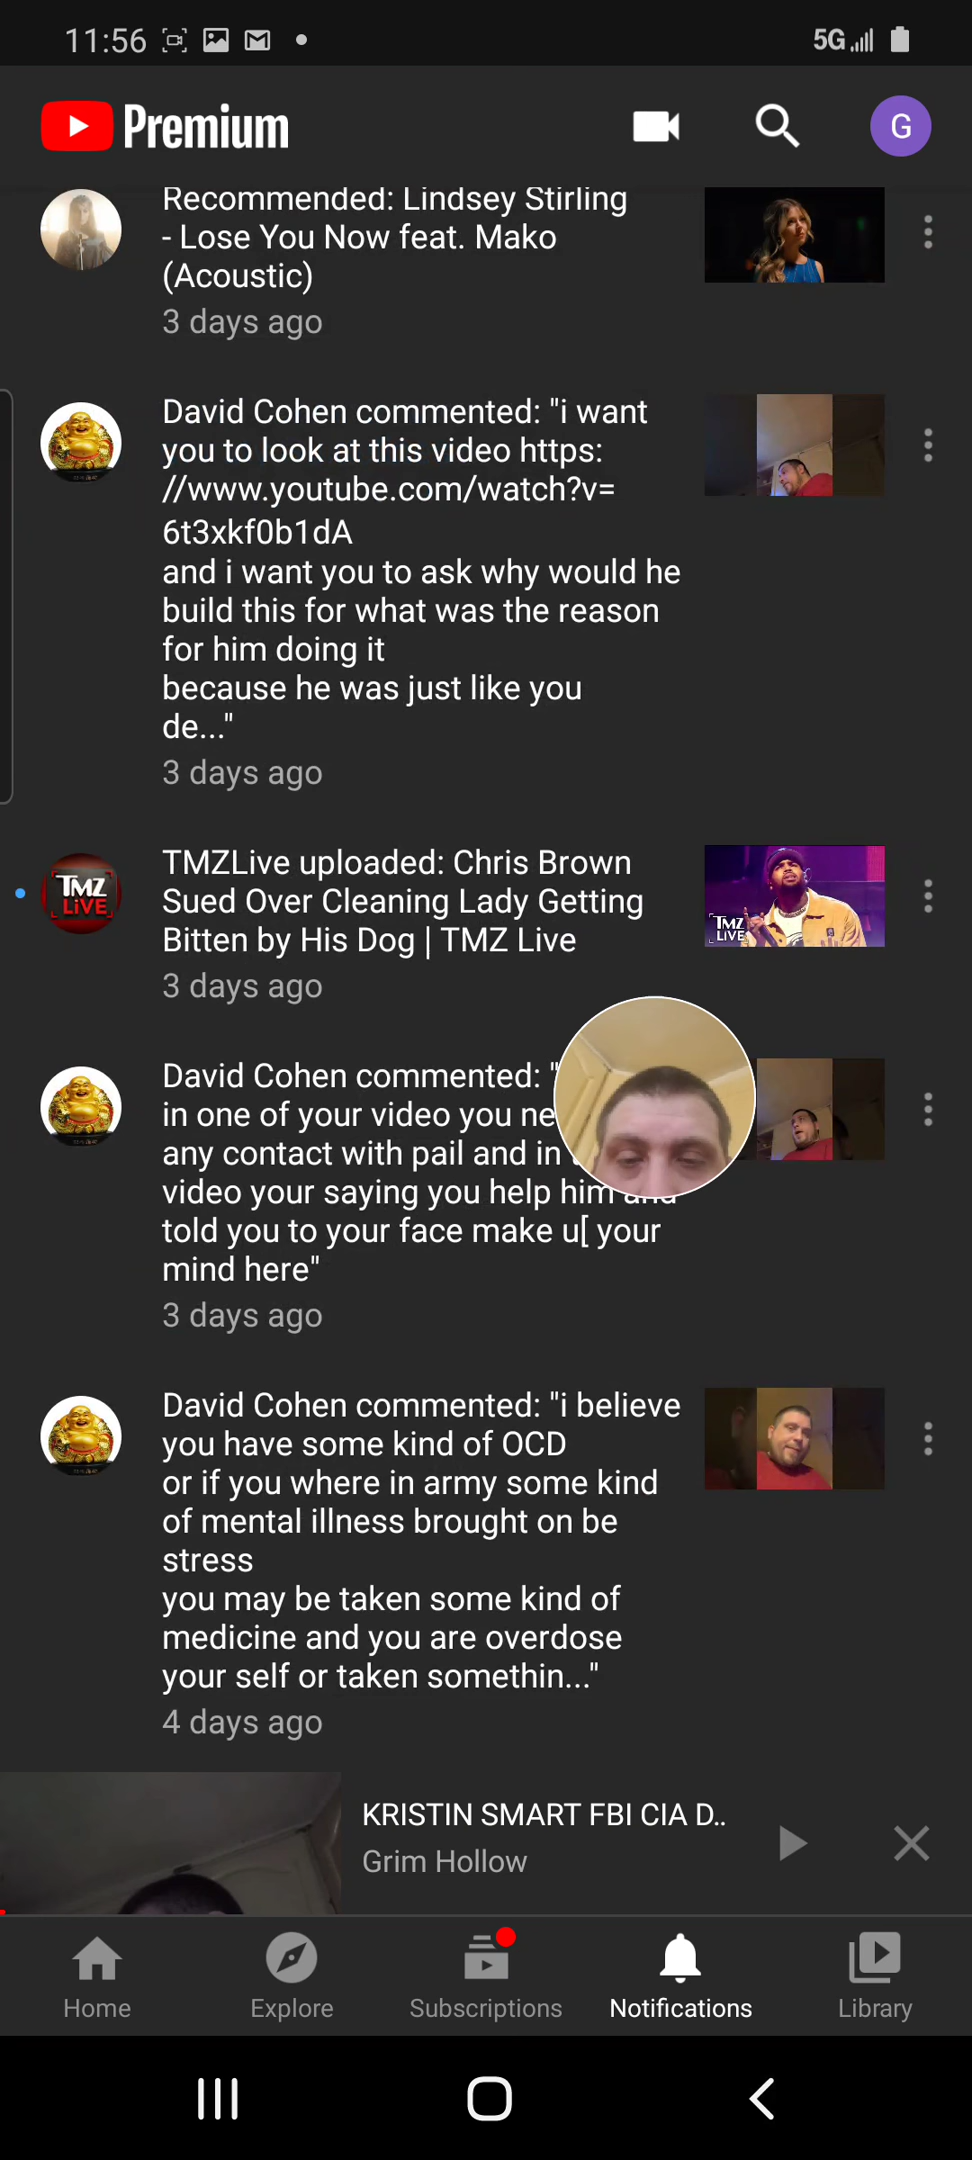 11:56
5G
Premium
G
Recommended: Lindsey Stirling
- Lose You Now feat. Mako
(Acoustic)
3 days ago
David Cohen commented: "i want
you to look at this video https:
//www.youtube.com/watch?v=
6t3xkf0b1dA
and i want you to ask why would he
build this for what was the reason
for him doing it
because he was just like you
de..."
3 days ago
TMZ LIVE
TMZLive uploaded: Chris Brown
Sued Over Cleaning Lady Getting
Bitten by His Dog | TMZ Live
TMZ LIVE
3 days ago
David Cohen commented: "
in one of your video you ne
any contact with pail and in
video your saying you help him and
told you to your face make u[ your
mind here"
3 days ago
David Cohen commented: "i believe
you have some kind of OCD
or if you where in army some kind
of mental illness brought on be
stress
you may be taken some kind of
medicine and you are overdose
your self or taken somethin..."
4 days ago
KRISTIN SMART FBI CIA D..
Grim Hollow
Home
Explore
Subscriptions
Notifications
Library